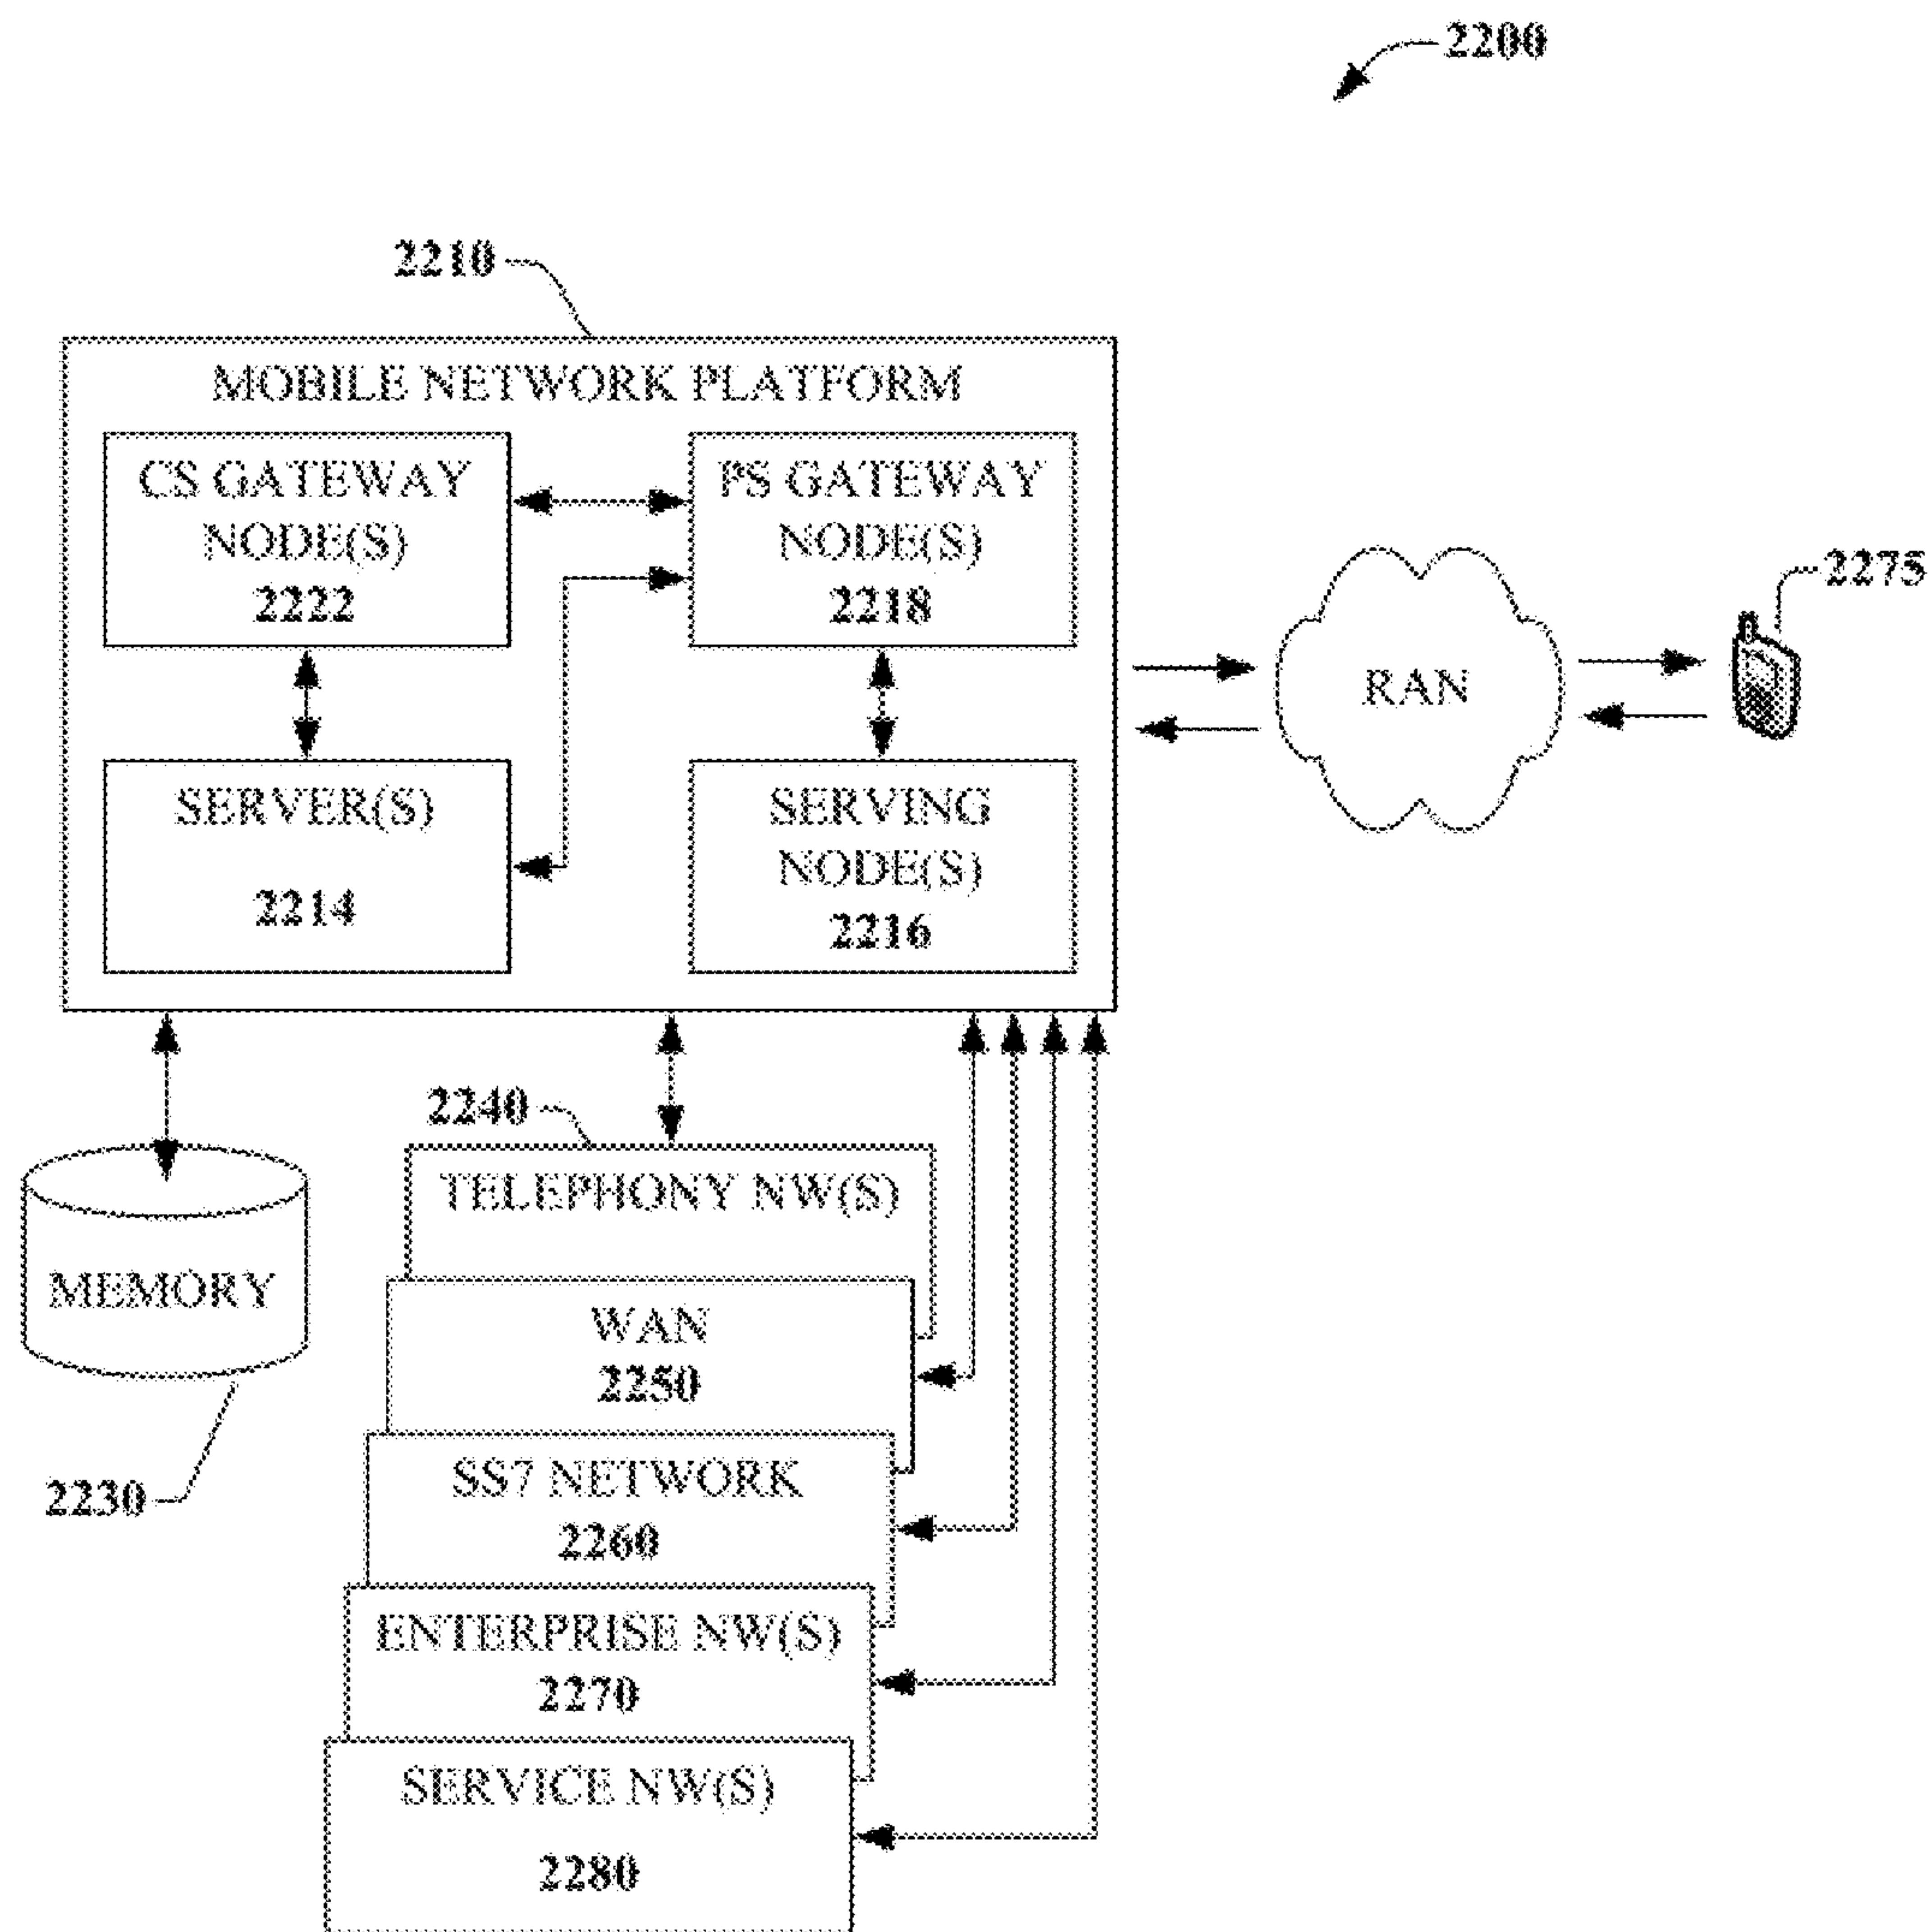 2200
2210
MOBILE NETWORK PLATFORM
CS GATEWAY
NODE(S)
2222
PS GATEWAY
NODE(S)
2218
SERVER(S)
2214
SERVING
NODE(S)
2216
RAN
2275
2240
TELEPHONY NW(S)
MEMORY
2230
WAN
2250
SS7 NETWORK
2260
ENTERPRISE NW(S)
2270
SERVICE NW(S)
2280